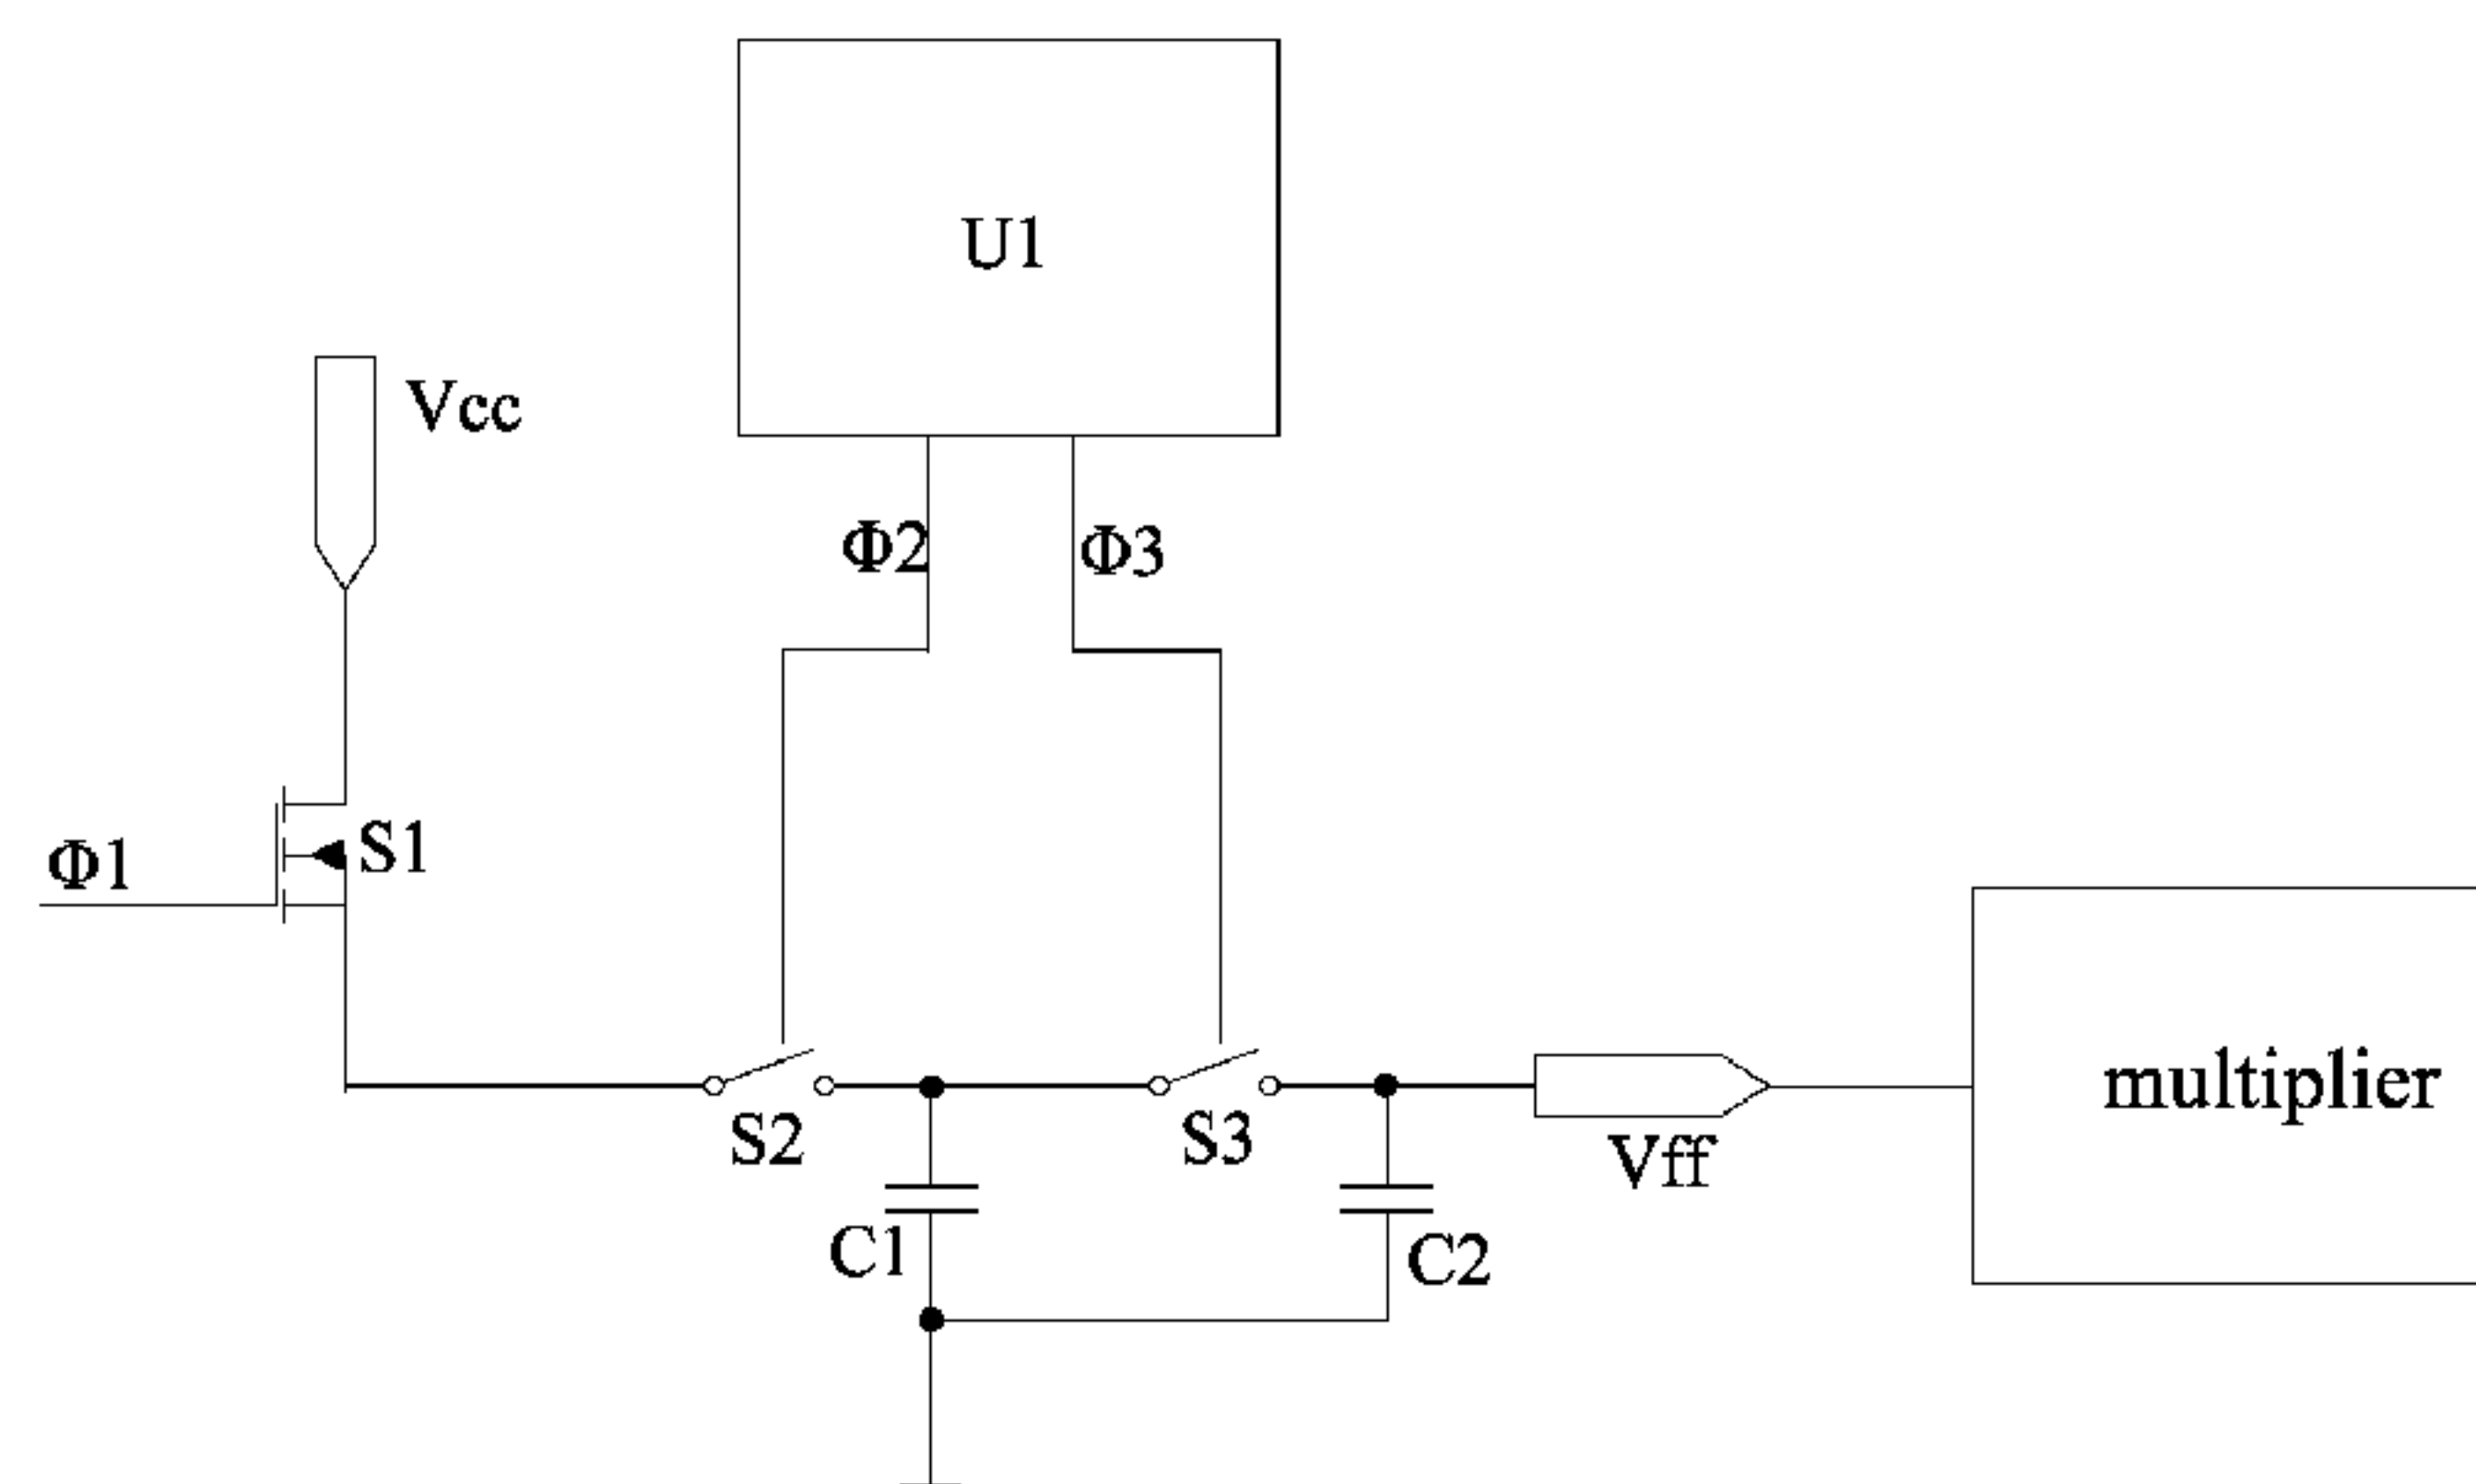 U1
Vcc
Φ2
Φ3
Φ1
S1
multiplier
S2
S3
Vff
C1
C2